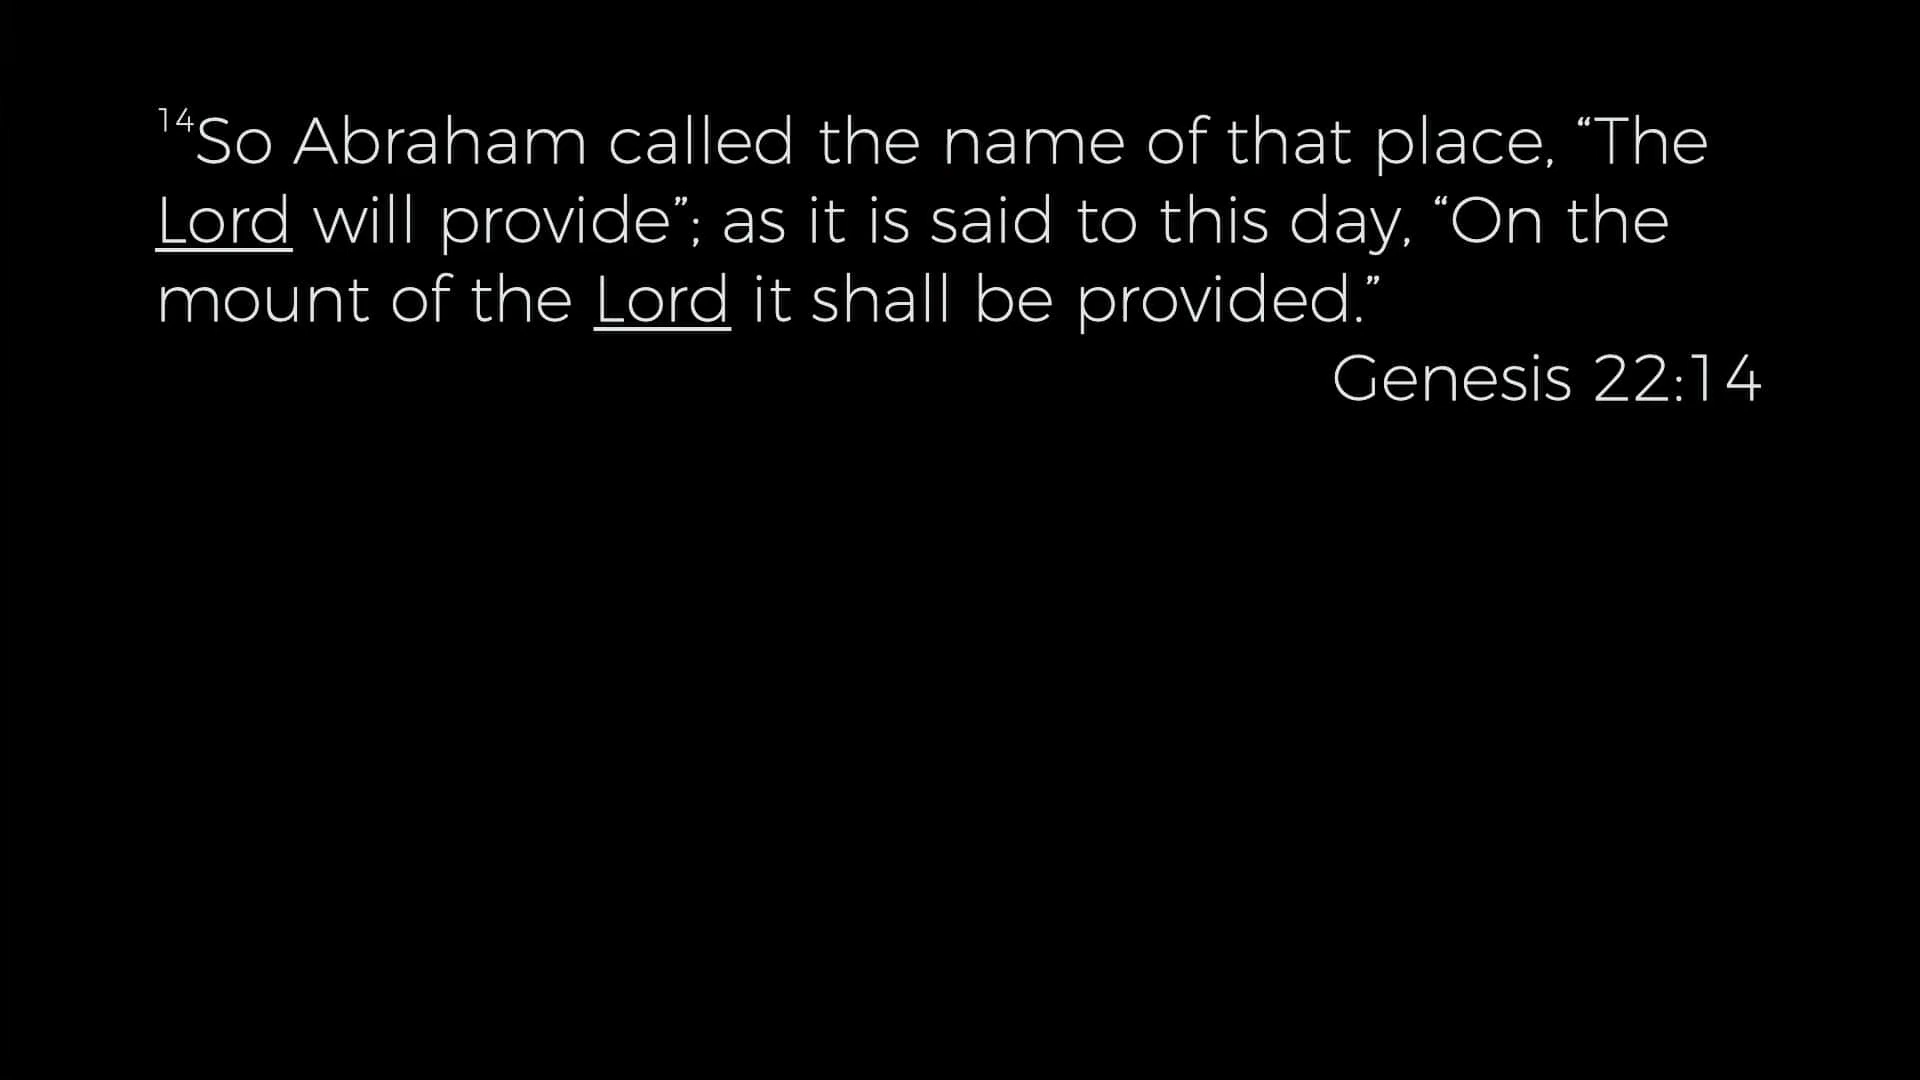 ¹⁴So Abraham called the name of that place, “The
Lord will provide”; as it is said to this day, “On the
mount of the Lord it shall be provided.”
Genesis 22:14